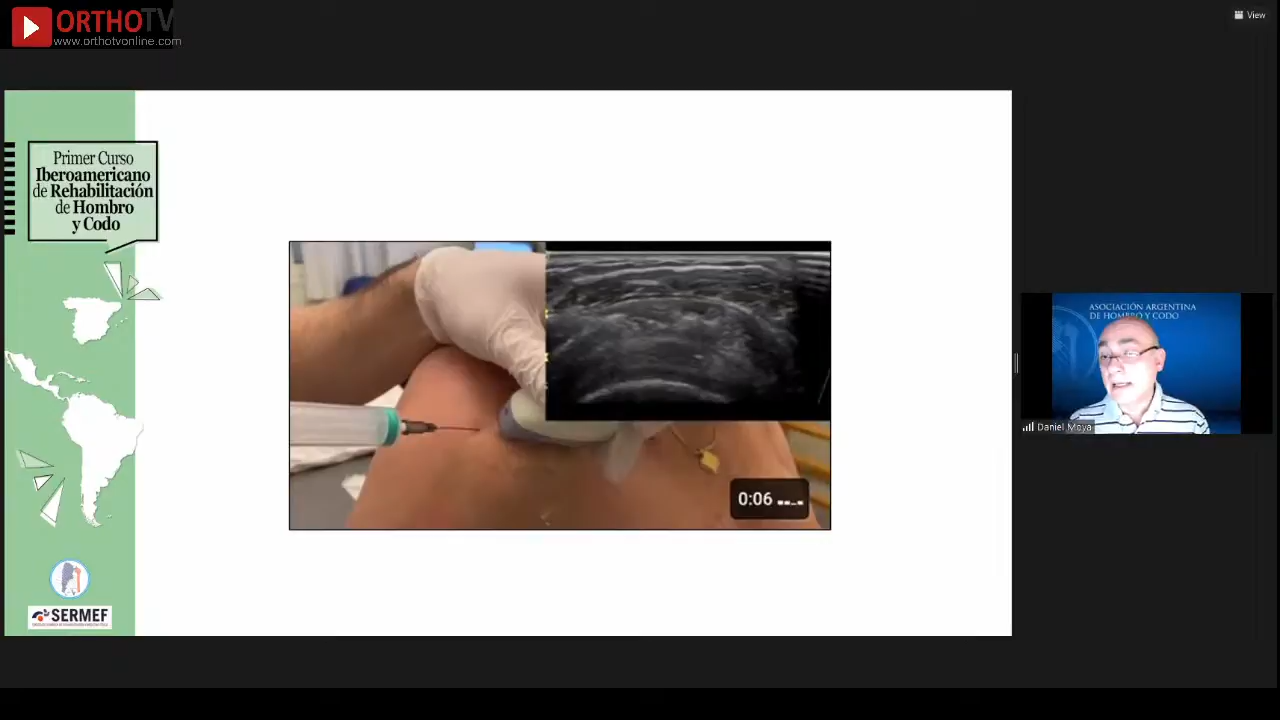 ORTHOTV
www.orthotvonline.com
View
Primer Curso
Iberoamericano
de Rehabilitación
de Hombro
y Codo
ASOCIACIÓN ARGENTINA
DE HOMBRO Y CODO
0:06
Daniel Moya
SERMEF